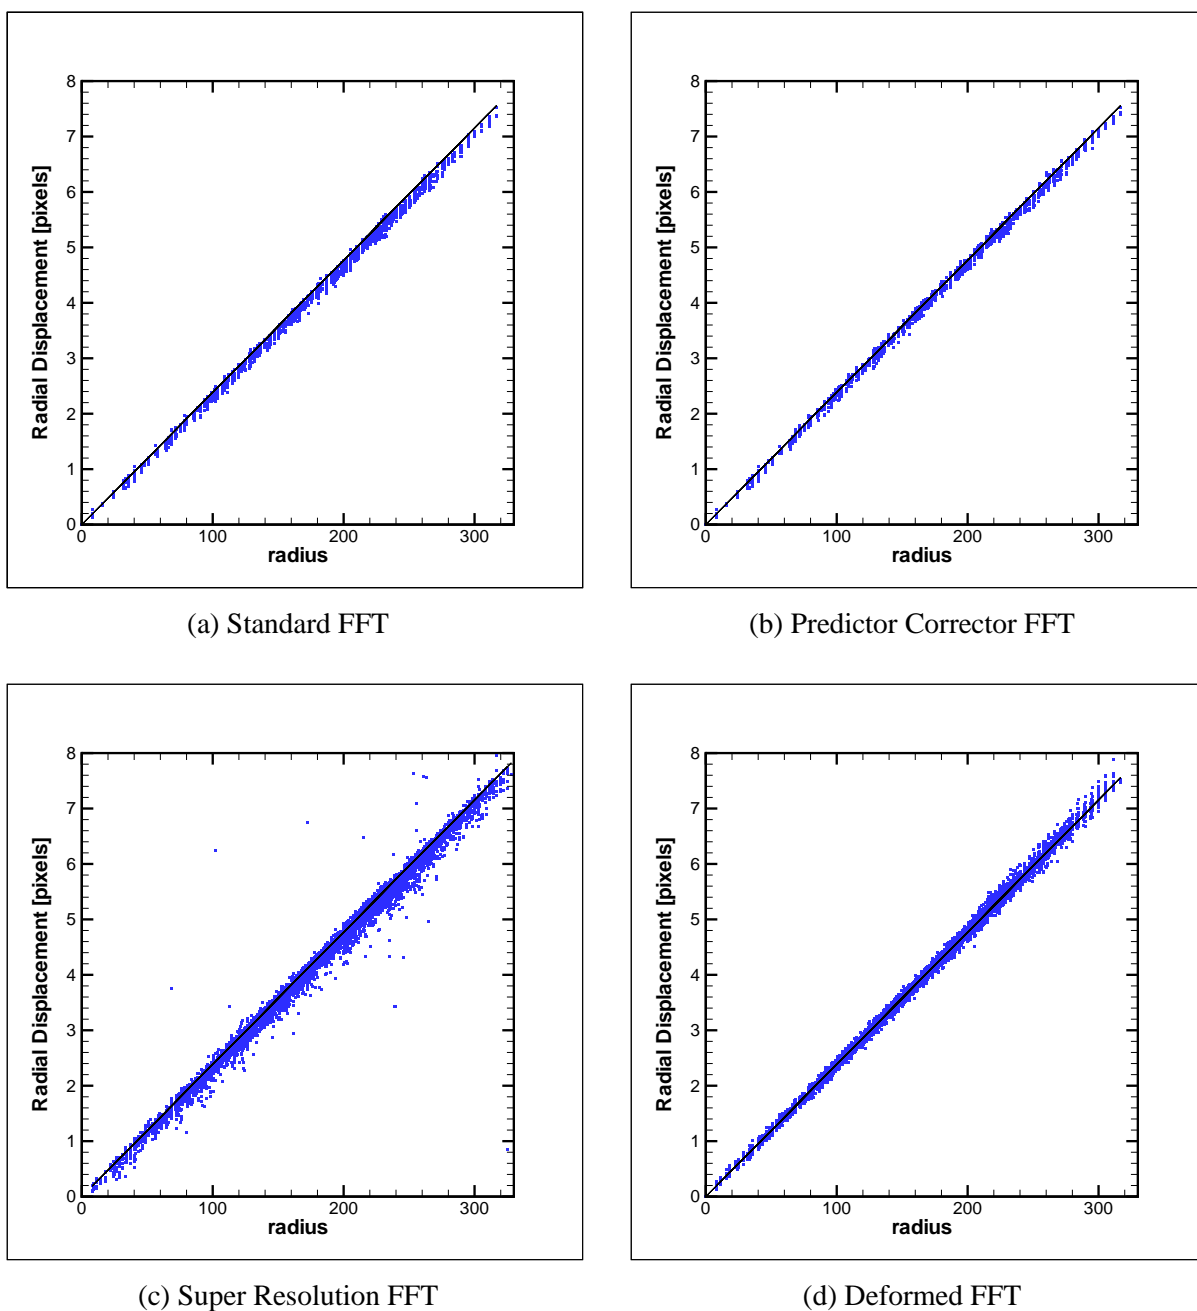 8
7
6
5
4
3
2
1
0
Radial Displacement [pixels]
0 100 200 300
radius
(a) Standard FFT
8
7
6
5
4
3
2
1
0
Radial Displacement [pixels]
0 100 200 300
radius
(b) Predictor Corrector FFT
8
7
6
5
4
3
2
1
0
Radial Displacement [pixels]
0 100 200 300
radius
(c) Super Resolution FFT
8
7
6
5
4
3
2
1
0
Radial Displacement [pixels]
0 100 200 300
radius
(d) Deformed FFT